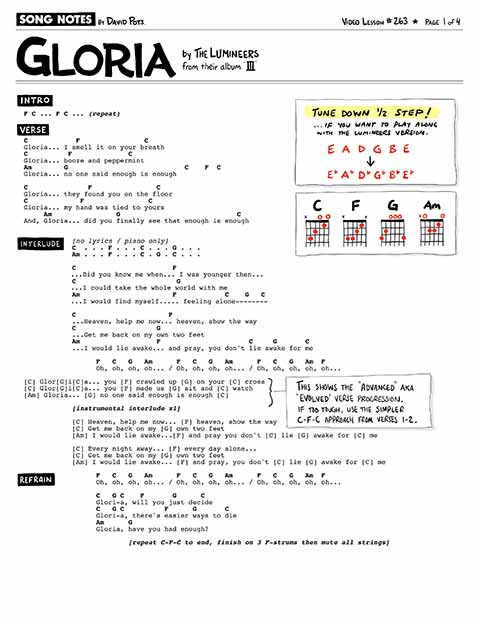 SONG NOTES BY DAVID POTS VIDEO LESSON #263 ★ PAGE 1 of 4
GLORIA by THE LUMINEERS
from their album "III"
INTRO
F C ... F C ... (repeat)
VERSE
C F C
Gloria... I smell it on your breath
C F C
Gloria... booze and peppermint
Am G C F C
Gloria... no one said enough is enough
C F C
Gloria... they found you on the floor
C F C
Gloria... my hand was tied to yours
Am G C
And, Gloria... did you finally see that enough is enough
TUNE DOWN 1/2 STEP!
...IF YOU WANT TO PLAY ALONG
WITH THE LUMINEERS VERSION.
E A D G B E
↓
E♭ A♭ D♭ G♭ B♭ E♭
C F G Am
INTERLUDE
[no lyrics / piano only]
C . . . F . . . C . . . G . . .
Am . . . F . . . C . G . C . . .
C F
...Did you know me when... I was younger then...
C G
...I could take the whole world with me
Am F C G C
...I would find myself..... feeling alone--------
C F
...Heaven, help me now... heaven, show the way
C G
...Get me back on my own two feet
Am F C G C
...I would lie awake... and pray, you don't lie awake for me
F C G Am F C G Am F C G Am F
Oh, oh, oh, oh... / Oh, oh, oh, oh... / Oh, oh, oh, oh, oh...
[C] Glor[G]i[C]a... you [F] crawled up [G] on your [C] cross
[C] Glor[G]i[C]a... you [F] made us [G] sit and [C] watch
[Am] Gloria... [G] no one said enough is enough [C]
THIS SHOWS THE "ADVANCED" AKA
"EVOLVED" VERSE PROGRESSION.
IF TOO TOUGH, USE THE SIMPLER
C-F-C APPROACH FROM VERSES 1-2.
[instrumental interlude x1]
[C] Heaven, help me now... [F] heaven, show the way
[C] Get me back on my [G] own two feet
[Am] I would lie awake...[F] and pray you don't [C] lie [G] awake for [C] me
[C] Every night away... [F] every day alone...
[C] Get me back on my [G] own two feet
[Am] I would lie awake... [F] and pray, you don't [C] lie [G] awake for [C] me
REFRAIN
F C G Am F C G Am F C G Am F
Oh, oh, oh, oh... / Oh, oh, oh, oh... / Oh, oh, oh, oh, oh...
C G C F G C
Glori-a, will you just decide
C G C F G C
Glori-a, there's easier ways to die
Am G
Gloria, have you had enough?
[repeat C-F-C to end, finish on 3 F-strums then mute all strings]